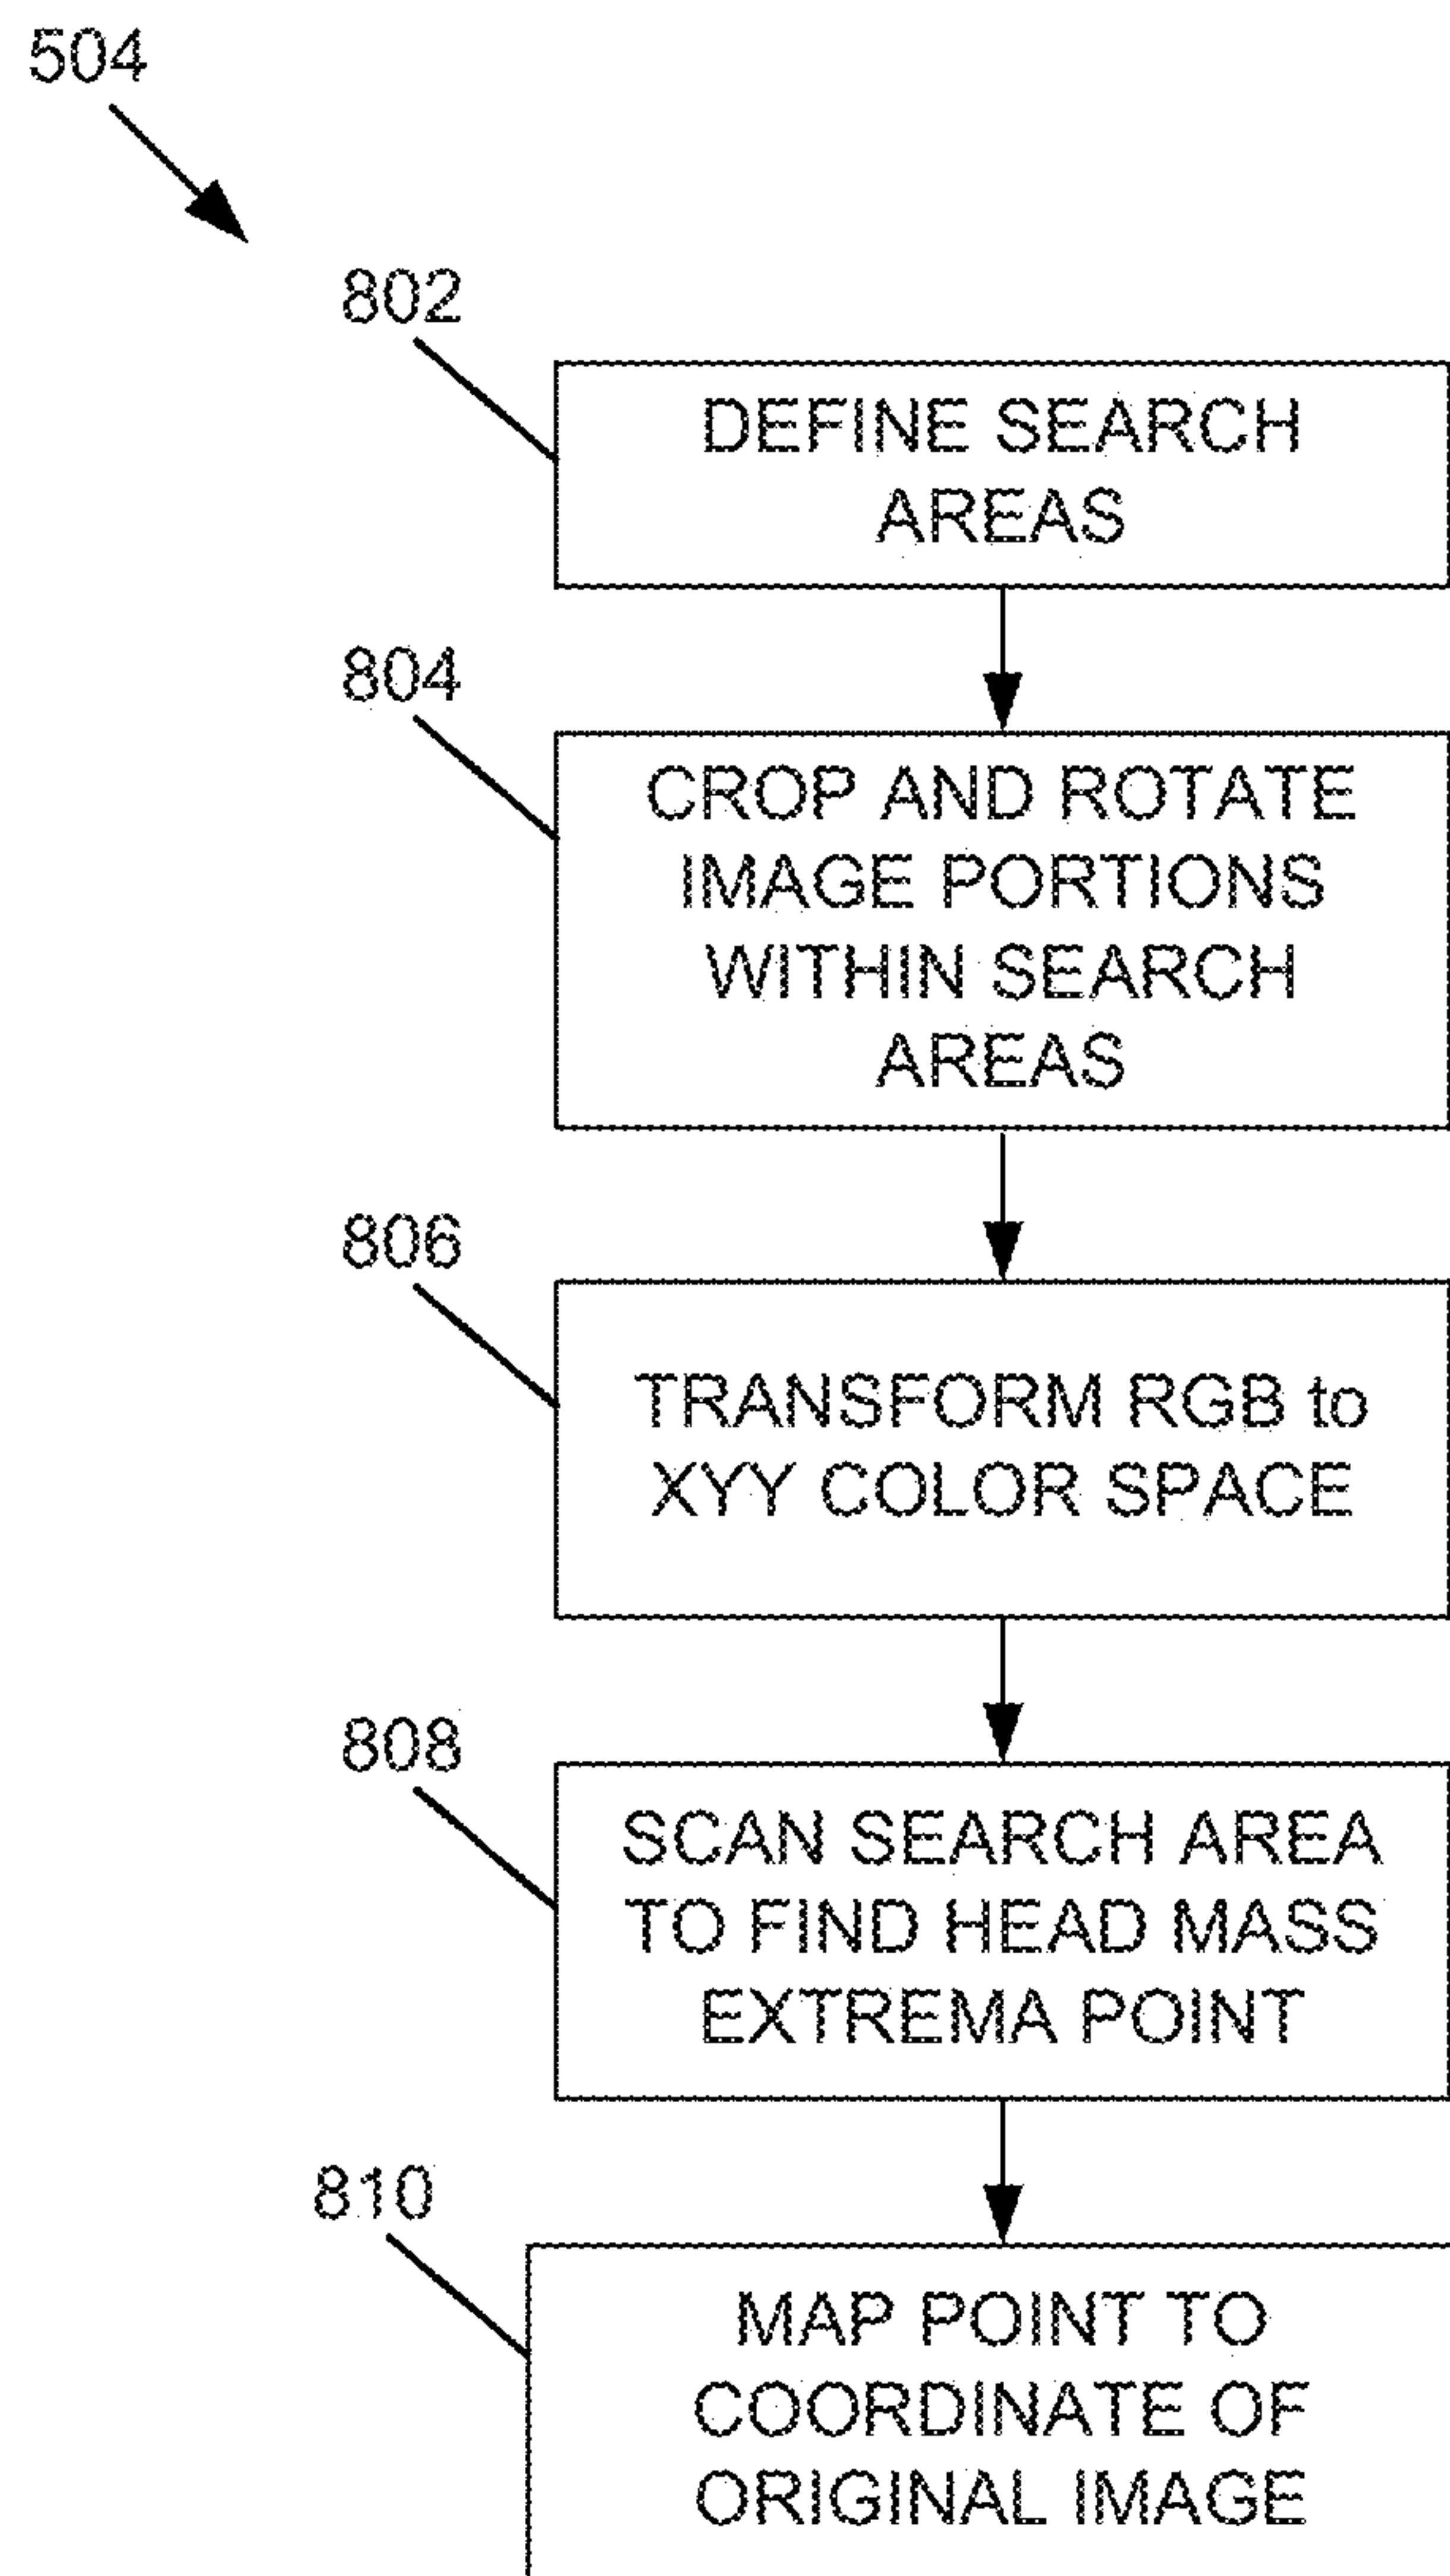 504
802
DEFINE SEARCH
AREAS
804
CROP AND ROTATE
IMAGE PORTIONS
WITHIN SEARCH
AREAS
806
TRANSFORM RGB to
XYY COLOR SPACE
808
SCAN SEARCH AREA
TO FIND HEAD MASS
EXTREMA POINT
810
MAP POINT TO
COORDINATE OF
ORIGINAL IMAGE